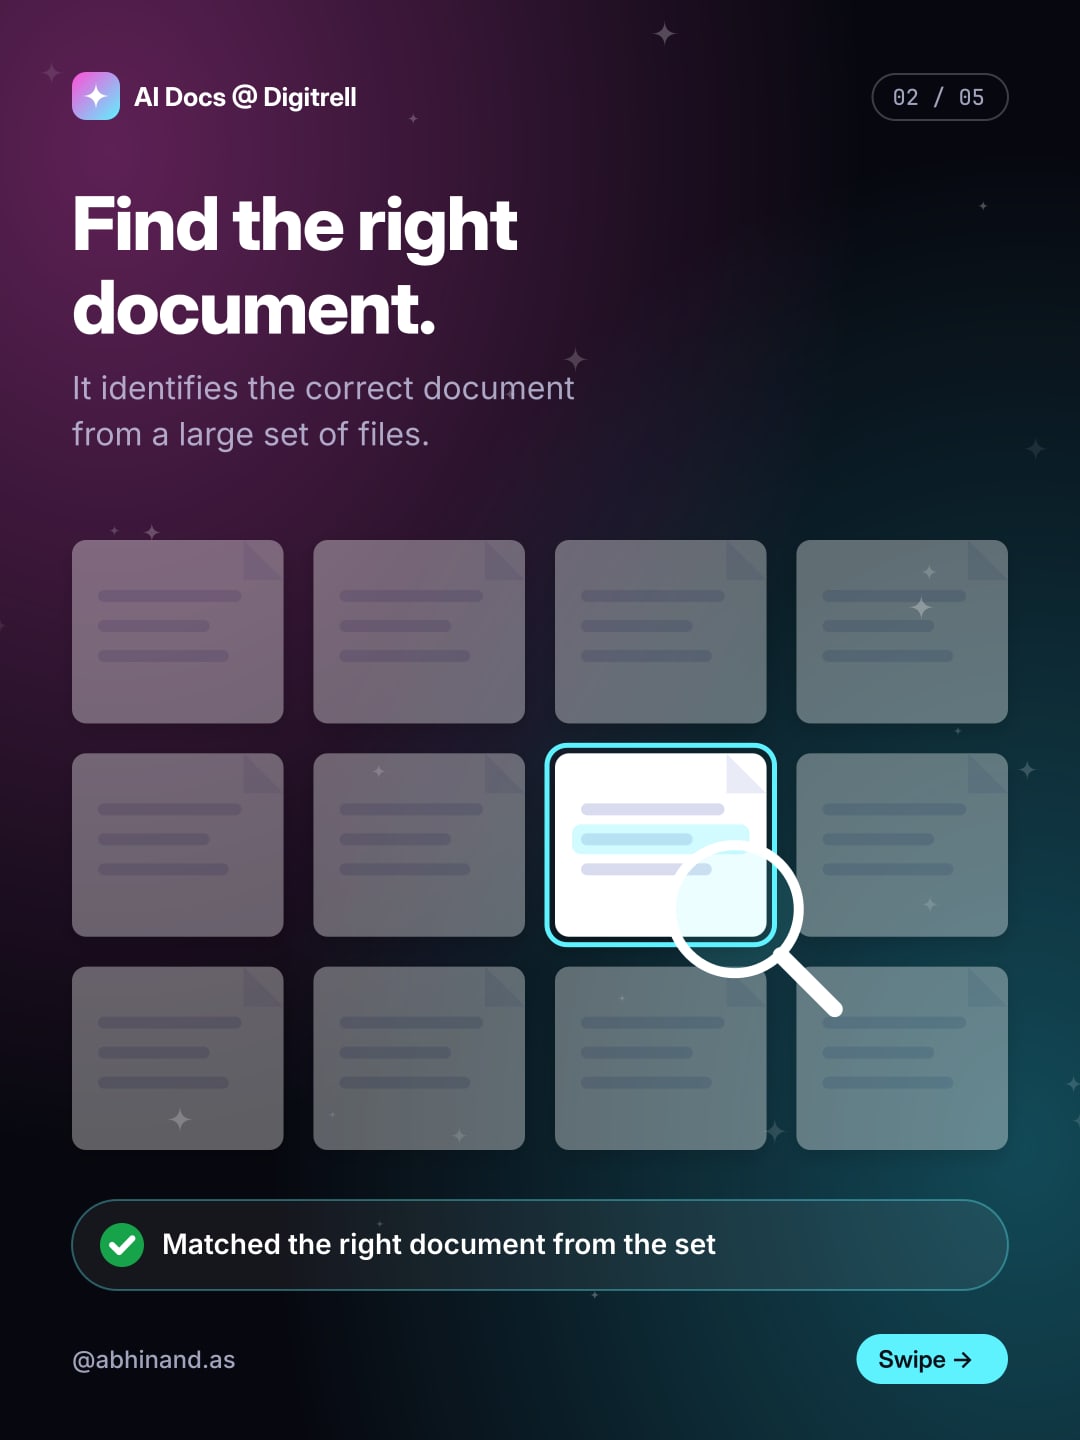 AI Docs @ Digitrell
02 / 05
Find the right
document.
It identifies the correct document
from a large set of files.
Matched the right document from the set
@abhinand.as
Swipe →